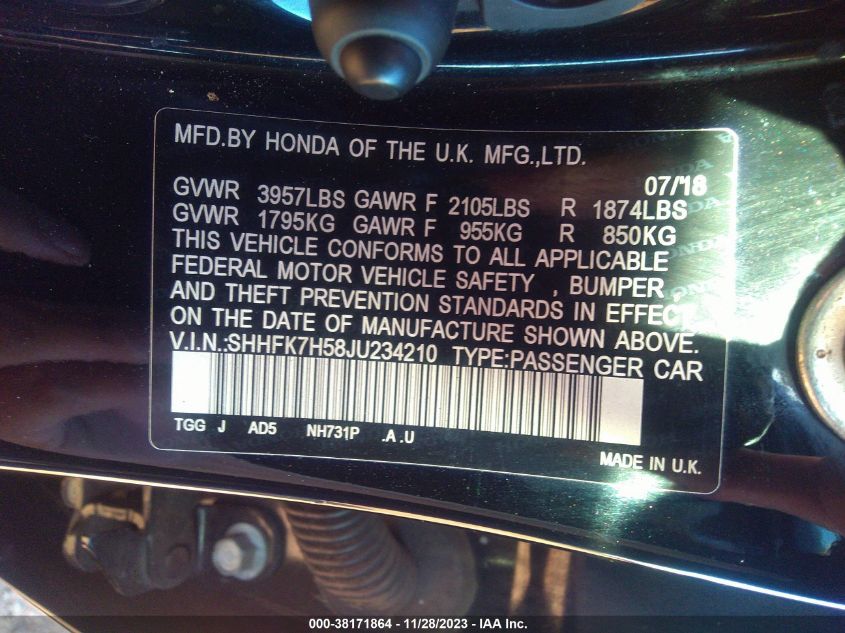 MFD.BY HONDA OF THE U.K. MFG.,LTD.
07/18
GVWR 3957LBS GAWR F 2105LBS R 1874LBS
GVWR 1795KG GAWR F 955KG R 850KG
THIS VEHICLE CONFORMS TO ALL APPLICABLE
FEDERAL MOTOR VEHICLE SAFETY , BUMPER ,
AND THEFT PREVENTION STANDARDS IN EFFECT
ON THE DATE OF MANUFACTURE SHOWN ABOVE.
V.I.N.:SHHFK7H58JU234210 TYPE:PASSENGER CAR
TGG J AD5 NH731P .A .U
MADE IN U.K.
000-38171864 - 11/28/2023 - IAA Inc.